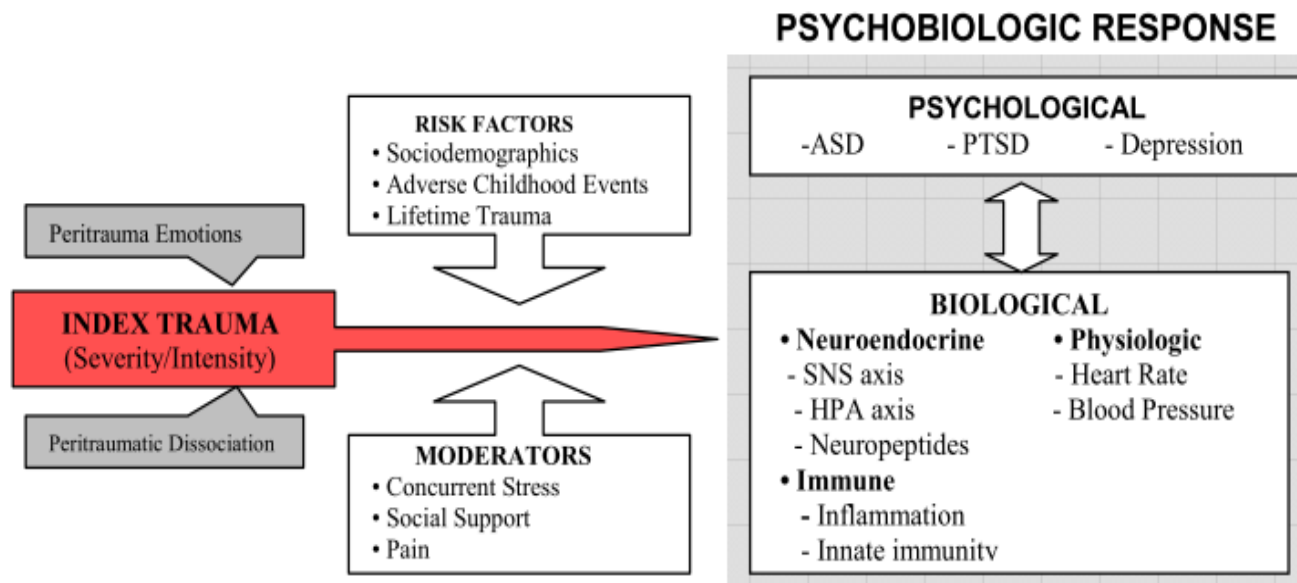 PSYCHOBIOLOGIC RESPONSE
PSYCHOLOGICAL
-ASD - PTSD - Depression
RISK FACTORS
• Sociodemographics
• Adverse Childhood Events
• Lifetime Trauma
Peritrauma Emotions
INDEX TRAUMA
(Severity/Intensity)
Peritraumatic Dissociation
MODERATORS
• Concurrent Stress
• Social Support
• Pain
BIOLOGICAL
• Neuroendocrine
- SNS axis
- HPA axis
- Neuropeptides
• Immune
- Inflammation
- Innate immunity
• Physiologic
- Heart Rate
- Blood Pressure